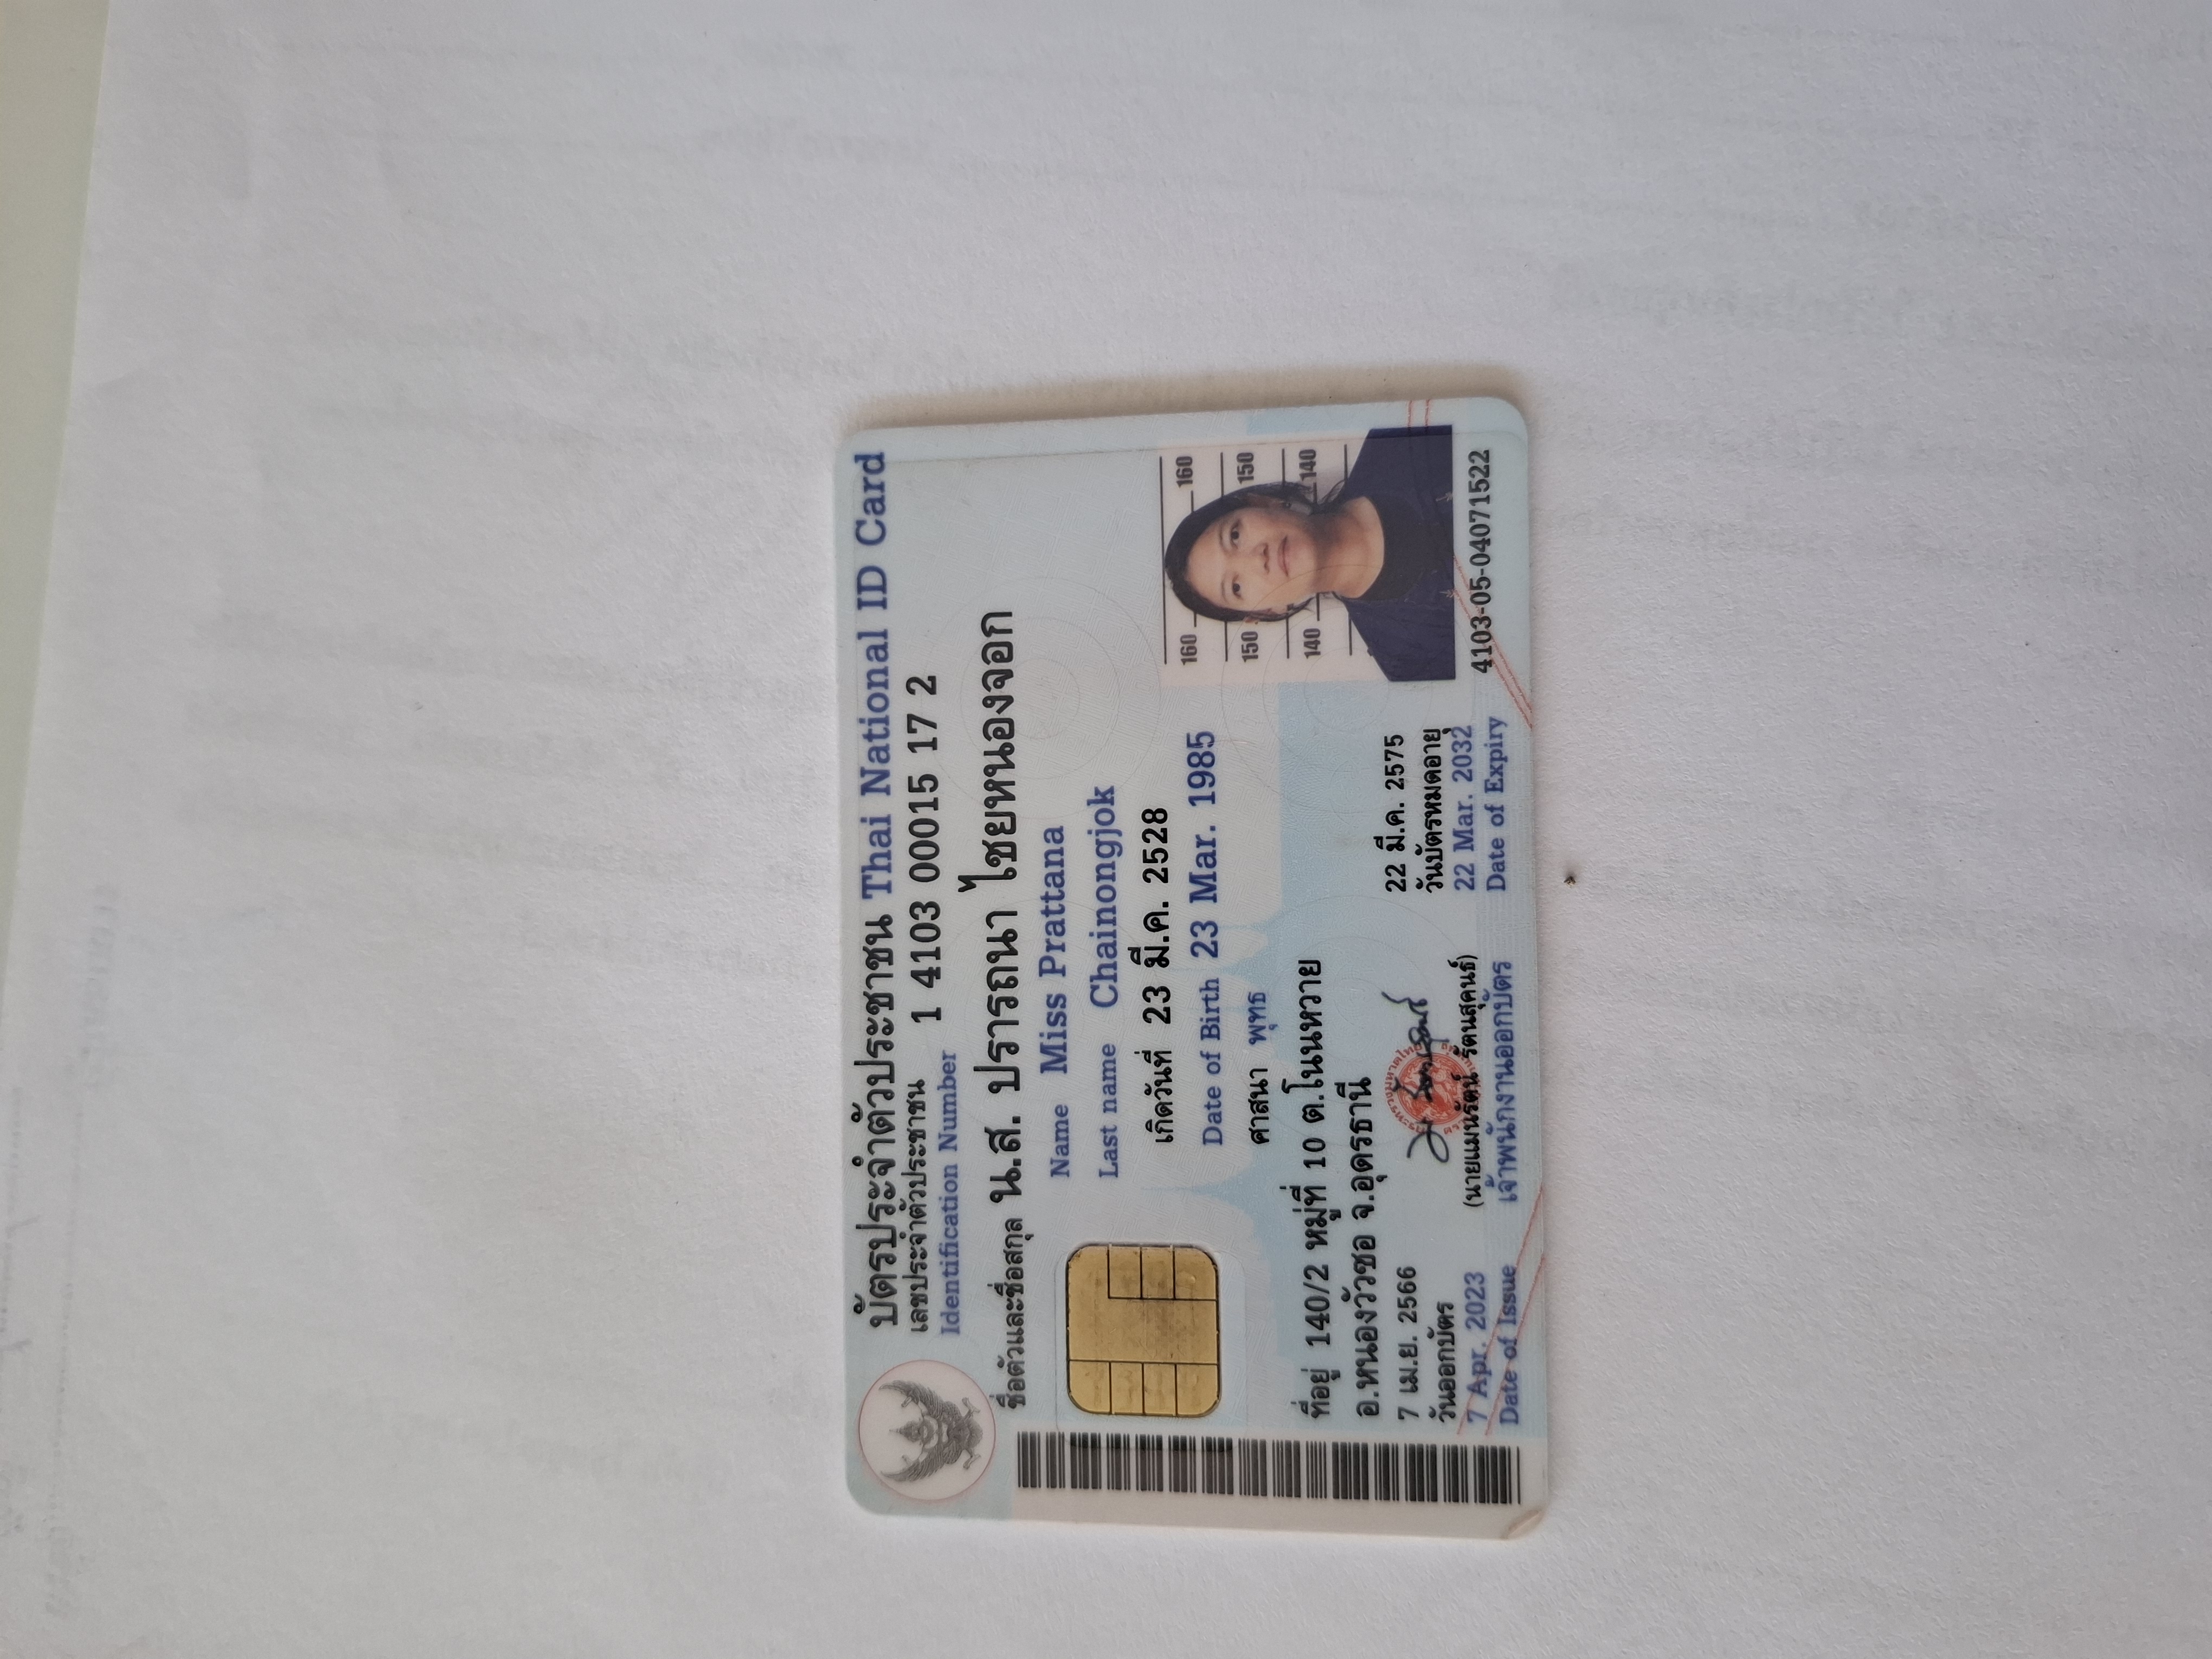 บัตรประจำตัวประชาชน Thai National ID Card
เลขประจำตัวประชาชน 1 4103 00015 17 2
Identification Number
ชื่อตัวและชื่อสกุล น.ส. ปรารถนา ไชยหนองจอก
Name Miss Prattana
Last name Chainongjok
เกิดวันที่ 23 มี.ค. 2528
Date of Birth 23 Mar. 1985
ศาสนา พุทธ
ที่อยู่ 140/2 หมู่ที่ 10 ต.โนนหวาย
อ.หนองวัวซอ จ.อุดรธานี
7 เม.ย. 2566
วันออกบัตร
7 Apr. 2023
Date of Issue
(นายแมนรัตน์ รัตนสุคนธ์)
เจ้าพนักงานออกบัตร
22 มี.ค. 2575
วันบัตรหมดอายุ
22 Mar. 2032
Date of Expiry
160 160
150 150
140 140
4103-05-04071522